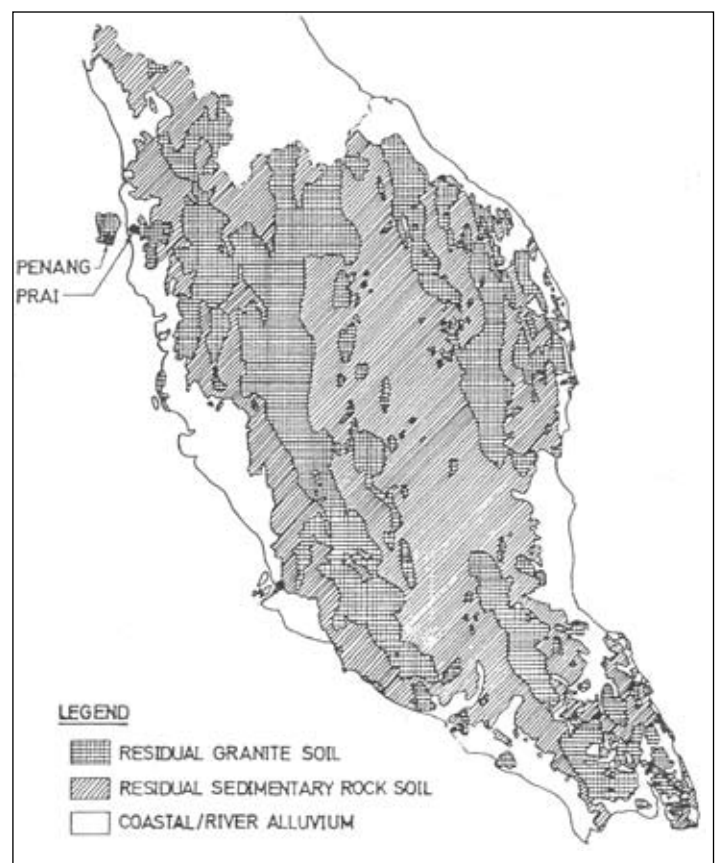 PENANG
PRAI
LEGEND
RESIDUAL GRANITE SOIL
RESIDUAL SEDIMENTARY ROCK SOIL
COASTAL/RIVER ALLUVIUM